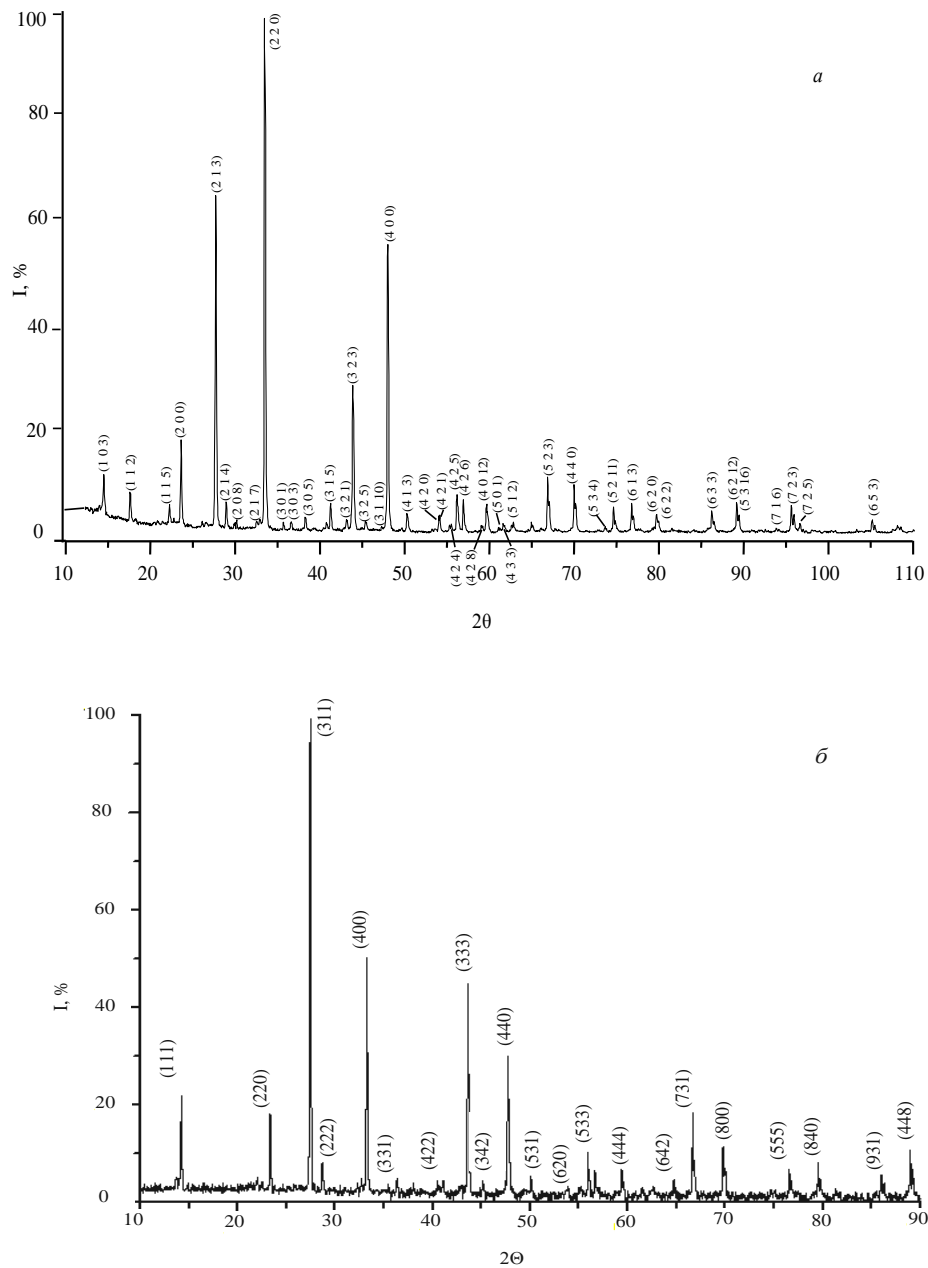 100
80
60
40
20
0
I, %
а
(1 0 3)
(1 1 2)
(1 1 5)
(2 0 0)
(2 1 3)
(2 1 4)
(2 0 8)
(2 1 7)
(2 2 0)
(3 0 1)
(3 0 3)
(3 0 5)
(3 1 5)
(3 2 1)
(3 2 3)
(3 2 5)
(3 1 10)
(4 0 0)
(4 1 3)
(4 2 0)
(4 2 1)
(4 2 4)
(4 2 5)
(4 2 6)
(4 2 8)
(4 0 12)
(5 0 1)
(4 3 3)
(5 1 2)
(5 2 3)
(4 4 0)
(5 3 4)
(5 2 11)
(6 1 3)
(6 2 0)
(6 2 2)
(6 3 3)
(6 2 12)
(5 3 16)
(7 1 6)
(7 2 3)
(7 2 5)
(6 5 3)
10 20 30 40 50 60 70 80 90 100 110
2θ
100
80
60
40
20
0
I, %
б
(111)
(220)
(311)
(222)
(400)
(331)
(422)
(333)
(342)
(440)
(531)
(620)
(533)
(444)
(642)
(731)
(800)
(555)
(840)
(931)
(448)
10 20 30 40 50 60 70 80 90
2Θ